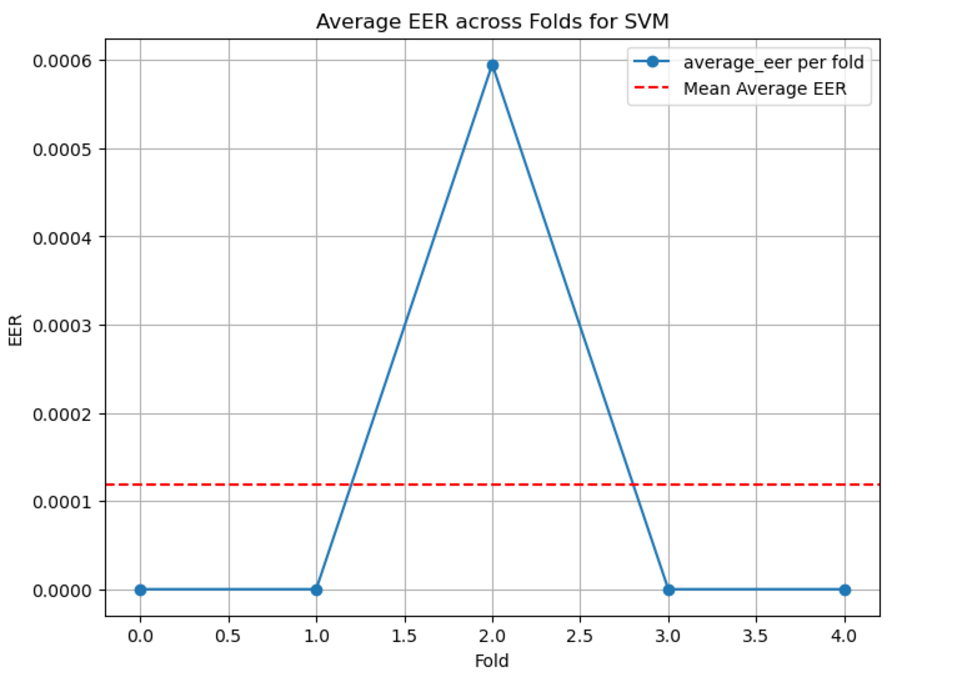 Average EER across Folds for SVM
average_eer per fold
Mean Average EER
EER
0.0006
0.0005
0.0004
0.0003
0.0002
0.0001
0.0000
0.0 0.5 1.0 1.5 2.0 2.5 3.0 3.5 4.0
Fold